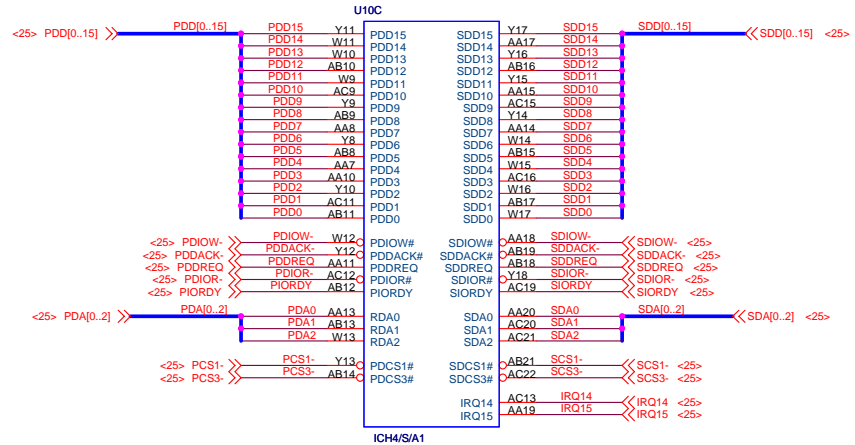 U10C
<25> PDD[0..15] PDD[0..15] PDD15 Y11 PDD15 SDD15 Y17 SDD15 SDD[0..15] SDD[0..15] <25>
PDD14 W11 PDD14 SDD14 AA17 SDD14
PDD13 W10 PDD13 SDD13 Y16 SDD13
PDD12 AB10 PDD12 SDD12 AB16 SDD12
PDD11 W9 PDD11 SDD11 Y15 SDD11
PDD10 AC9 PDD10 SDD10 AA15 SDD10
PDD9 Y9 PDD9 SDD9 AC15 SDD9
PDD8 AB9 PDD8 SDD8 Y14 SDD8
PDD7 AA8 PDD7 SDD7 AA14 SDD7
PDD6 Y8 PDD6 SDD6 W14 SDD6
PDD5 AB8 PDD5 SDD5 AB15 SDD5
PDD4 AA7 PDD4 SDD4 W15 SDD4
PDD3 AA10 PDD3 SDD3 AC16 SDD3
PDD2 Y10 PDD2 SDD2 W16 SDD2
PDD1 AC11 PDD1 SDD1 AB17 SDD1
PDD0 AB11 PDD0 SDD0 W17 SDD0
<25> PDIOW- PDIOW- W12 PDIOW# SDIOW# AA18 SDIOW- SDIOW- <25>
<25> PDDACK- PDDACK- Y12 PDDACK# SDDACK# AB19 SDDACK- SDDACK- <25>
<25> PDDREQ PDDREQ AA11 PDDREQ SDDREQ AB18 SDDREQ SDDREQ <25>
<25> PDIOR- PDIOR- AC12 PDIOR# SDIOR# Y18 SDIOR- SDIOR- <25>
<25> PIORDY PIORDY AB12 PIORDY SIORDY AC19 SIORDY SIORDY <25>
<25> PDA[0..2] PDA[0..2] PDA0 AA13 RDA0 SDA0 AA20 SDA0 SDA[0..2] SDA[0..2] <25>
PDA1 AB13 RDA1 SDA1 AC20 SDA1
PDA2 W13 RDA2 SDA2 AC21 SDA2
<25> PCS1- PCS1- Y13 PDCS1# SDCS1# AB21 SCS1- SCS1- <25>
<25> PCS3- PCS3- AB14 PDCS3# SDCS3# AC22 SCS3- SCS3- <25>
IRQ14 AC13 IRQ14 IRQ14 <25>
IRQ15 AA19 IRQ15 IRQ15 <25>
ICH4/S/A1